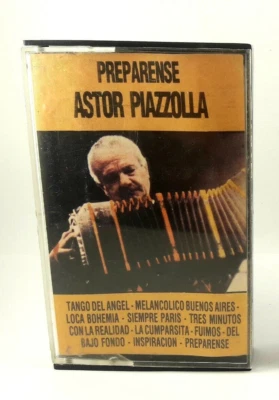 PREPARENSE
ASTOR PIAZZOLLA
TANGO DEL ANGEL - MELANCOLICO BUENOS AIRES -
LOCA BOHEMIA - SIEMPRE PARIS - TRES MINUTOS
CON LA REALIDAD - LA CUMPARSITA - FUIMOS - DEL
BAJO FONDO - INSPIRACION - PREPARENSE